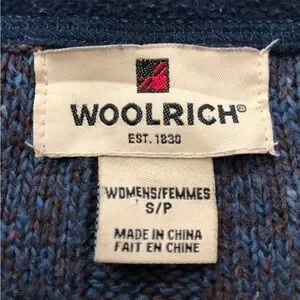 WOOLRICH®
EST. 1830
WOMENS/FEMMES
S/P
MADE IN CHINA
FAIT EN CHINE